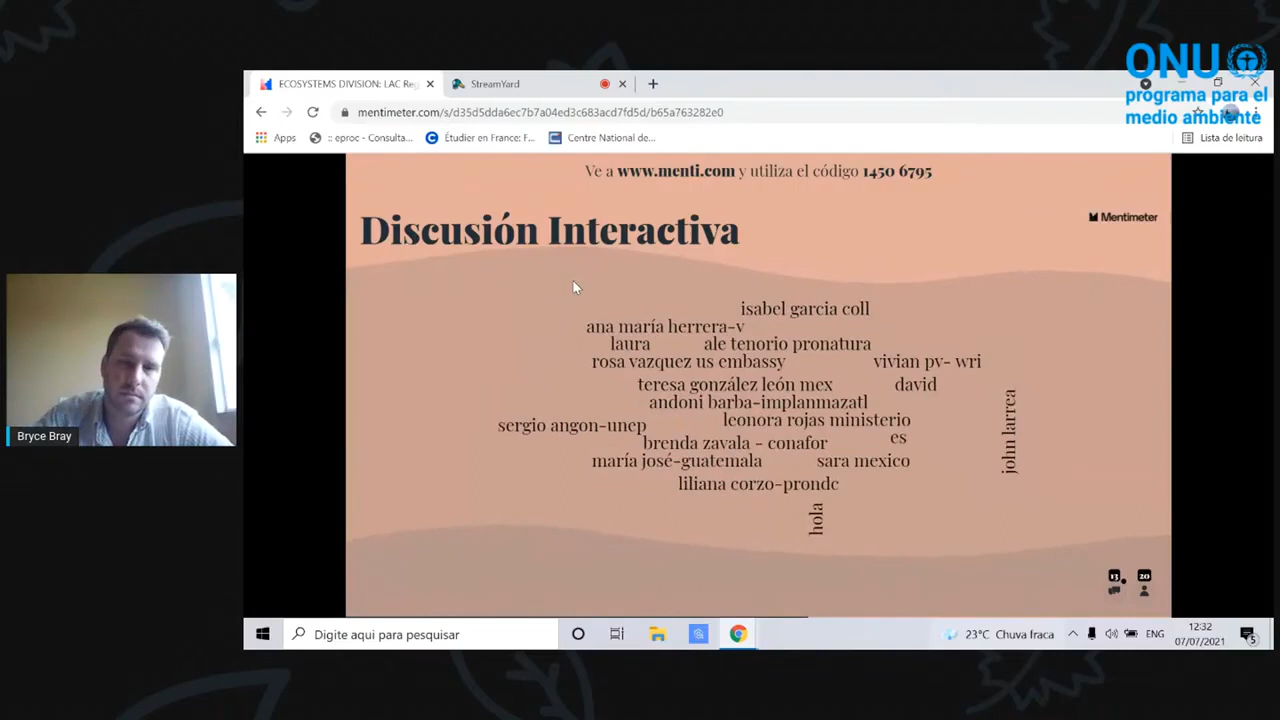 ONU
programa para el
medio ambiente
ECOSYSTEMS DIVISION: LAC Reg
StreamYard
mentimeter.com/s/d35d5dda6ec7b7a04ed3c683acd7fd5d/b65a763282e0
Apps
:: eproc - Consulta...
Étudier en France: F...
Centre National de...
Lista de leitura
Ve a www.menti.com y utiliza el código 1450 6795
Mentimeter
Discusión Interactiva
isabel garcia coll
ana maría herrera-v
laura
ale tenorio pronatura
rosa vazquez us embassy
vivian pv- wri
teresa gonzález león mex
david
andoni barba-implanmazatl
leonora rojas ministerio
sergio angon-unep
es
brenda zavala - conafor
john larrea
maría josé-guatemala
sara mexico
liliana corzo-prondc
hola
13
20
Bryce Bray
Digite aqui para pesquisar
23°C Chuva fraca
ENG
12:32
07/07/2021
5